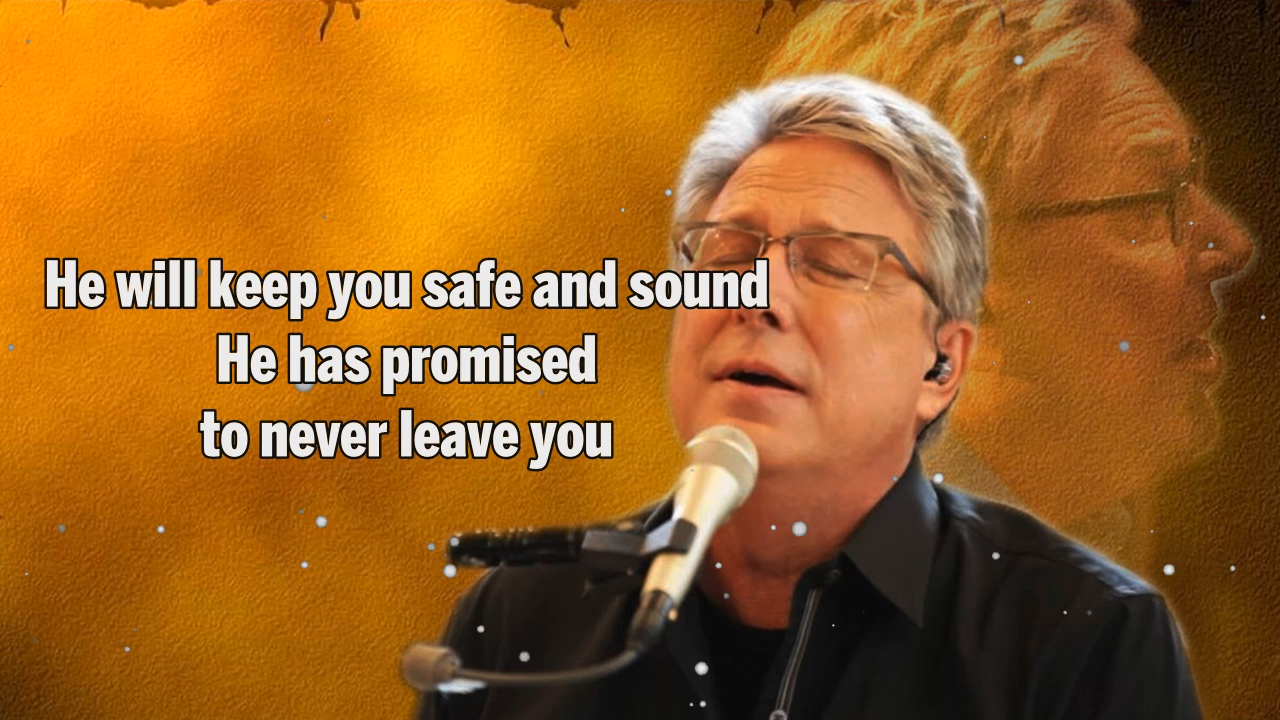 He will keep you safe and sound
He has promised
to never leave you